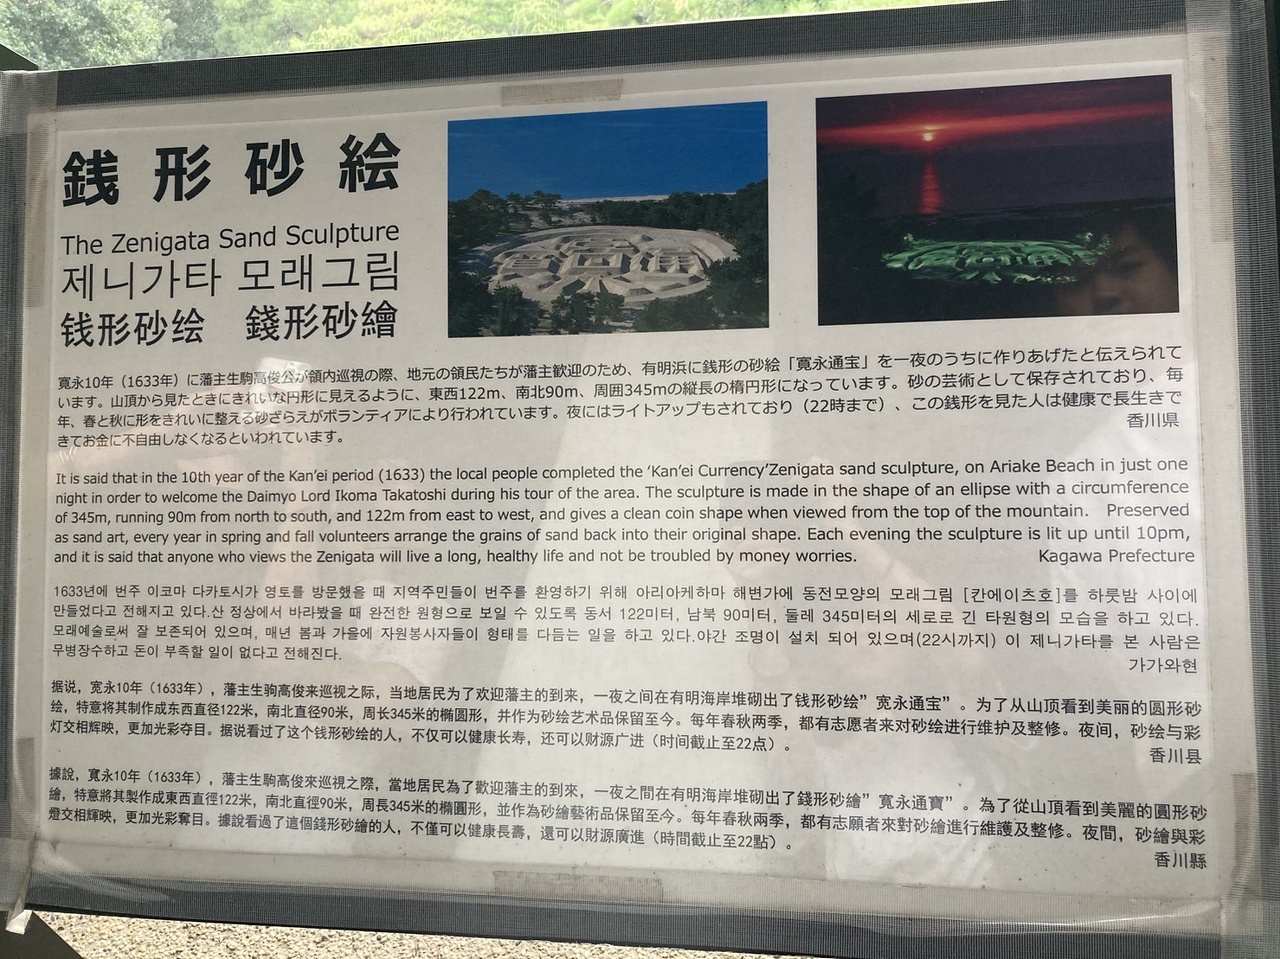 銭形砂絵
The Zenigata Sand Sculpture
제니가타 모래그림
钱形砂绘　錢形砂繪
寛永10年（1633年）に藩主生駒高俊公が領内巡視の際、地元の領民たちが藩主歓迎のため、有明浜に銭形の砂絵「寛永通宝」を一夜のうちに作りあげたと伝えられて
います。山頂から見たときにきれいな円形に見えるように、東西122m、南北90m、周囲345mの縦長の楕円形になっています。砂の芸術として保存されており、毎
年、春と秋に形をきれいに整える砂ざらえがボランティアにより行われています。夜にはライトアップもされており（22時まで）、この銭形を見た人は健康で長生きで
きてお金に不自由しなくなるといわれています。
香川県
It is said that in the 10th year of the Kan'ei period (1633) the local people completed the 'Kan'ei Currency'Zenigata sand sculpture, on Ariake Beach in just one
night in order to welcome the Daimyo Lord Ikoma Takatoshi during his tour of the area. The sculpture is made in the shape of an ellipse with a circumference
of 345m, running 90m from north to south, and 122m from east to west, and gives a clean coin shape when viewed from the top of the mountain. Preserved
as sand art, every year in spring and fall volunteers arrange the grains of sand back into their original shape. Each evening the sculpture is lit up until 10pm,
and it is said that anyone who views the Zenigata will live a long, healthy life and not be troubled by money worries. Kagawa Prefecture
1633년에 번주 이코마 다카토시가 영토를 방문했을 때 지역주민들이 번주를 환영하기 위해 아리아케하마 해변가에 동전모양의 모래그림 [칸에이츠호]를 하룻밤 사이에
만들었다고 전해지고 있다.산 정상에서 바라봤을 때 완전한 원형으로 보일 수 있도록 동서 122미터, 남북 90미터, 둘레 345미터의 세로로 긴 타원형의 모습을 하고 있다.
모래예술로써 잘 보존되어 있으며, 매년 봄과 가을에 자원봉사자들이 형태를 다듬는 일을 하고 있다.야간 조명이 설치 되어 있으며(22시까지) 이 제니가타를 본 사람은
무병장수하고 돈이 부족할 일이 없다고 전해진다.
가가와현
据说，宽永10年（1633年），藩主生驹高俊来巡视之际，当地居民为了欢迎藩主的到来，一夜之间在有明海岸堆砌出了钱形砂绘”宽永通宝”。为了从山顶看到美丽的圆形砂
绘，特意将其制作成东西直径122米，南北直径90米，周长345米的椭圆形，并作为砂绘艺术品保留至今。每年春秋两季，都有志愿者来对砂绘进行维护及整修。夜间，砂绘与彩
灯交相辉映，更加光彩夺目。据说看过了这个钱形砂绘的人，不仅可以健康长寿，还可以财源广进（时间截止至22点）。
香川县
據說，寬永10年（1633年），藩主生駒高俊來巡視之際，當地居民為了歡迎藩主的到來，一夜之間在有明海岸堆砌出了錢形砂繪”寬永通寶”。為了從山頂看到美麗的圓形砂
繪，特意將其製作成東西直徑122米，南北直徑90米，周長345米的橢圓形，並作為砂繪藝術品保留至今。每年春秋兩季，都有志願者來對砂繪進行維護及整修。夜間，砂繪與彩
燈交相輝映，更加光彩奪目。據說看過了這個錢形砂繪的人，不僅可以健康長壽，還可以財源廣進（時間截止至22點）。
香川縣